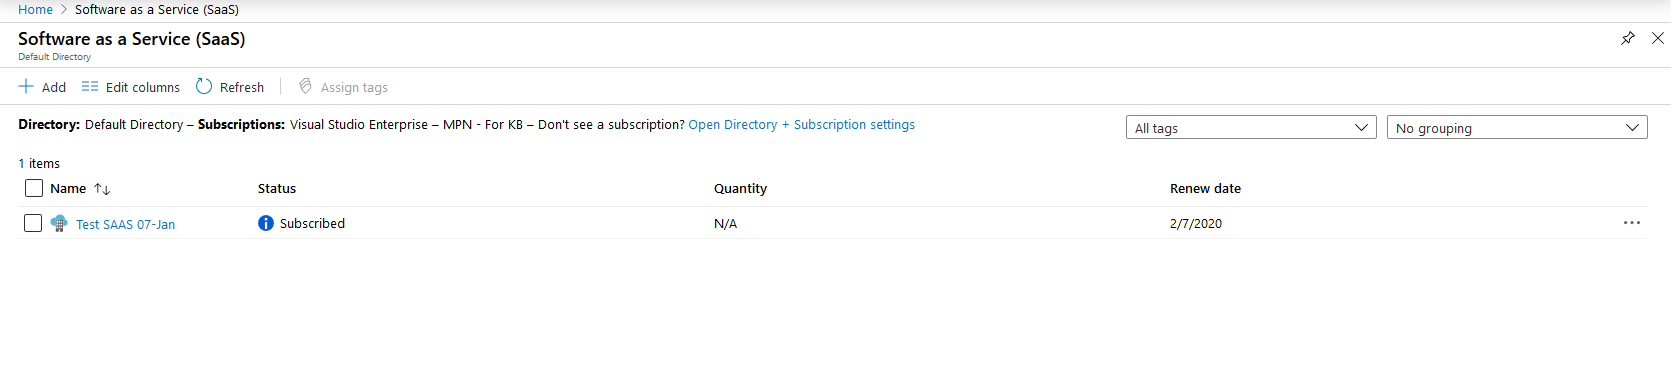 Home > Software as a Service (SaaS)
Software as a Service (SaaS)
Default Directory
Add Edit columns Refresh Assign tags
Directory: Default Directory – Subscriptions: Visual Studio Enterprise – MPN - For KB – Don't see a subscription? Open Directory + Subscription settings
All tags No grouping
1 items
Name Status Quantity Renew date
Test SAAS 07-Jan Subscribed N/A 2/7/2020